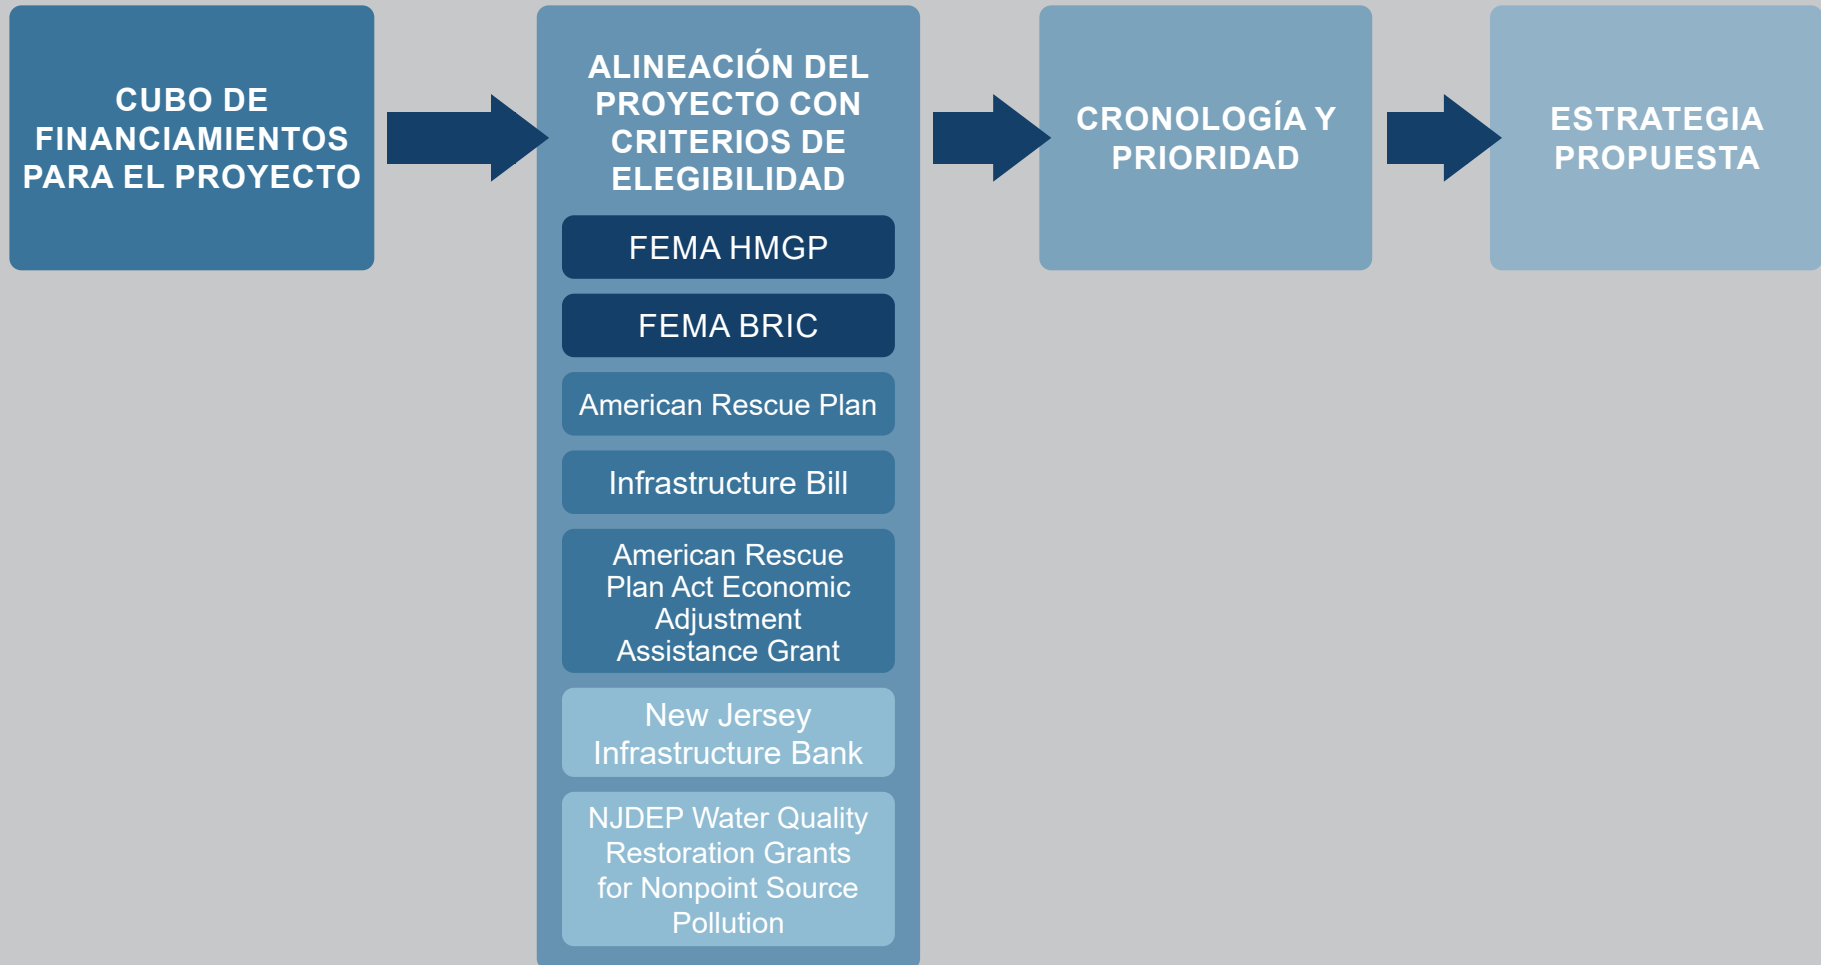 CUBO DE
FINANCIAMIENTOS
PARA EL PROYECTO
ALINEACIÓN DEL
PROYECTO CON
CRITERIOS DE
ELEGIBILIDAD
FEMA HMGP
FEMA BRIC
American Rescue Plan
Infrastructure Bill
American Rescue
Plan Act Economic
Adjustment
Assistance Grant
New Jersey
Infrastructure Bank
NJDEP Water Quality
Restoration Grants
for Nonpoint Source
Pollution
CRONOLOGÍA Y
PRIORIDAD
ESTRATEGIA
PROPUESTA